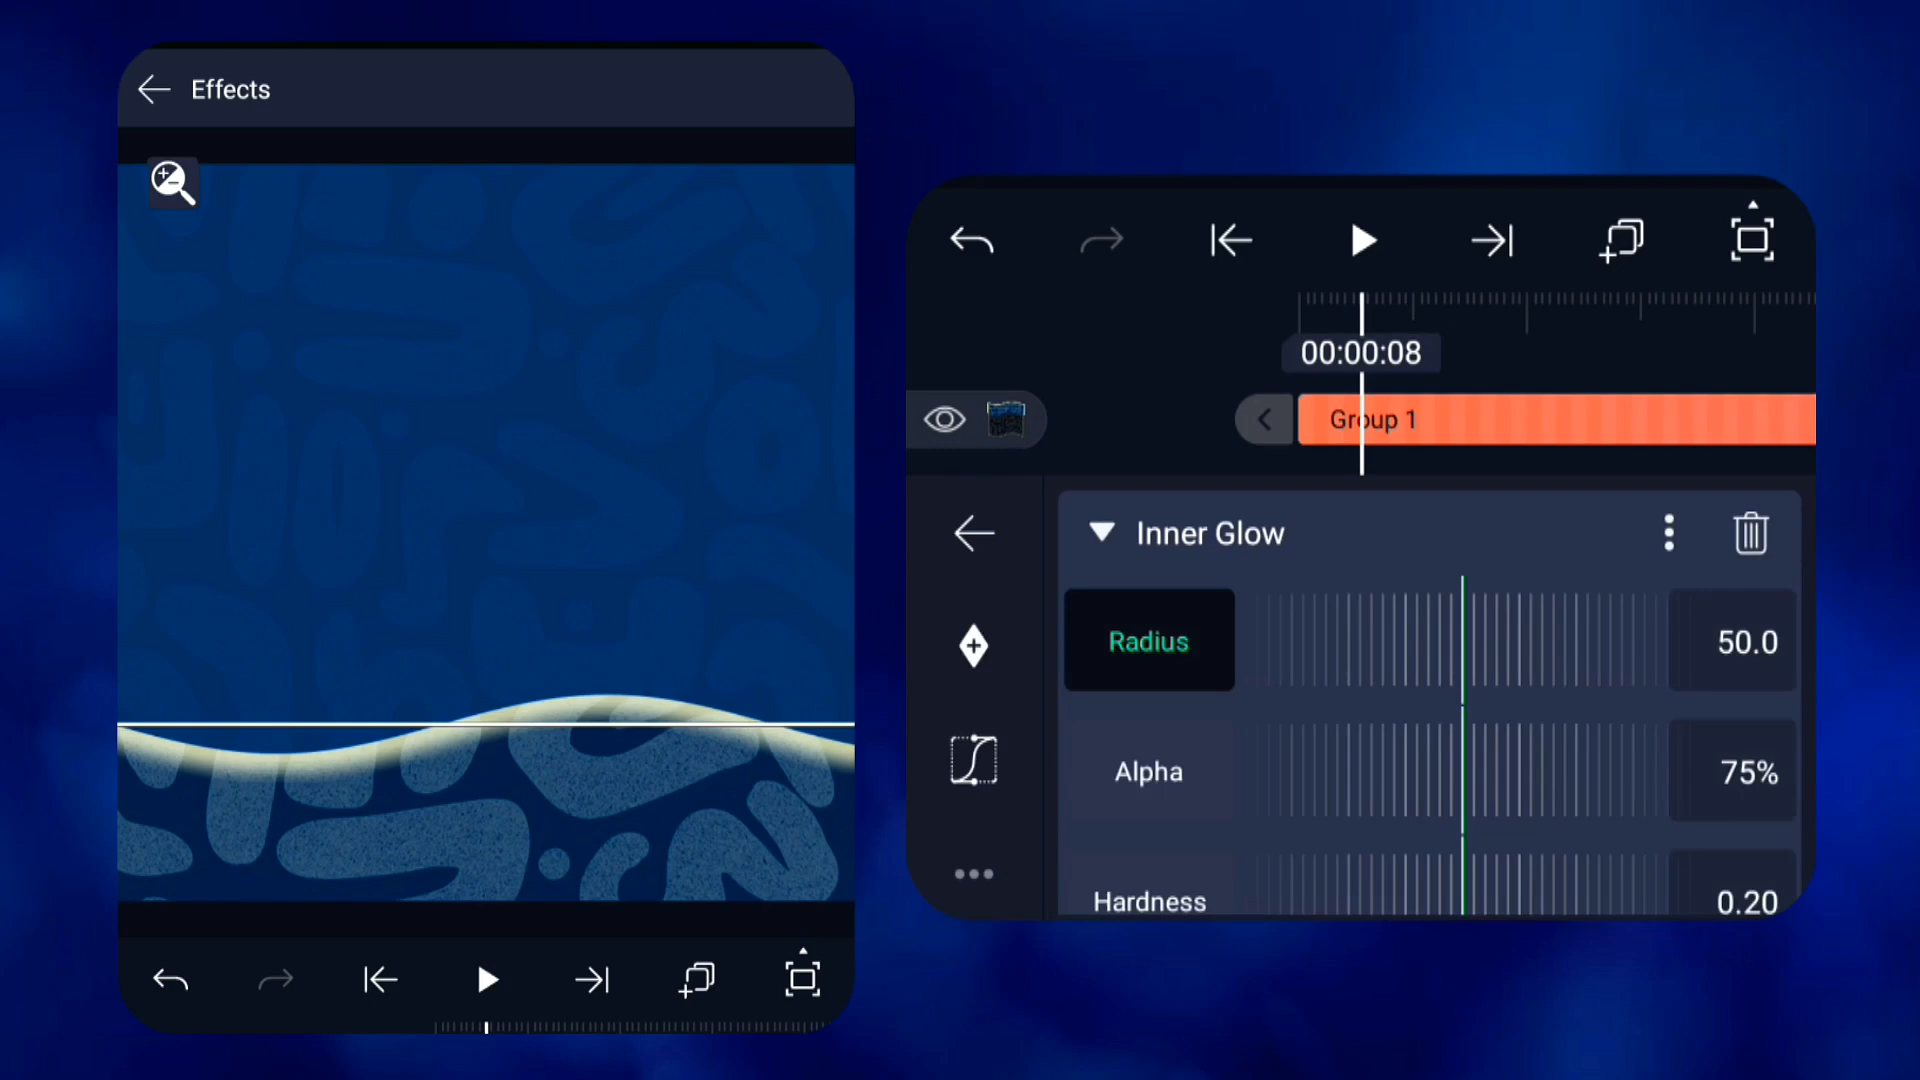 Effects
00:00:08
Group 1
Inner Glow
Radius
50.0
Alpha
75%
Hardness
0.20